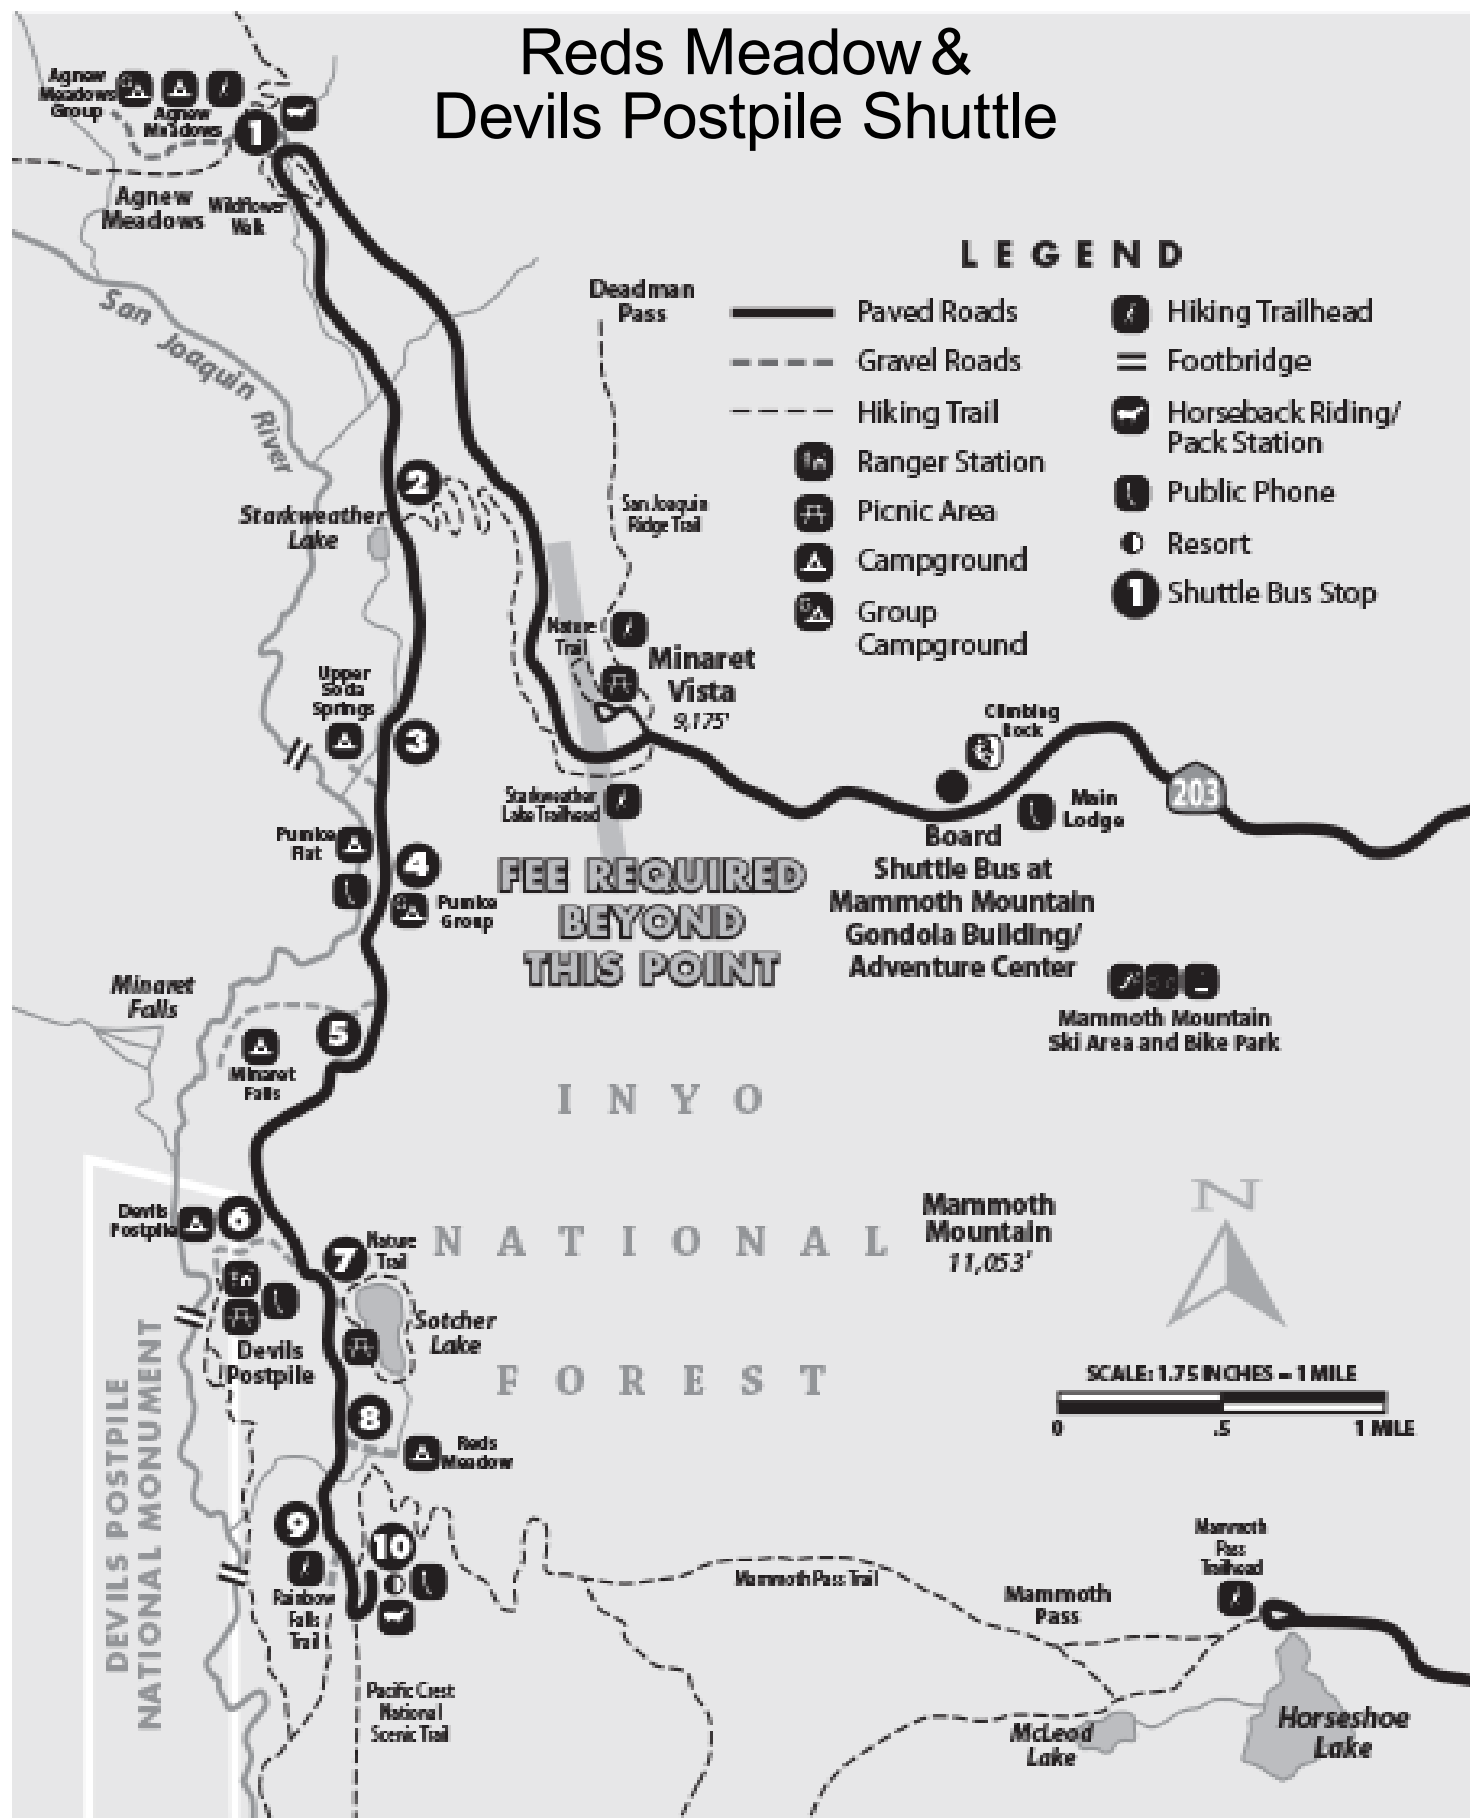 Reds Meadow &
Devils Postpile Shuttle
Agnew
Meadows
Group
Agnew
Meadows
1
Agnew
Meadows
Wildflower
Walk
San Joaquin River
Deadman
Pass
LEGEND
Paved Roads
Gravel Roads
Hiking Trail
Ranger Station
Picnic Area
Campground
Group
Campground
Hiking Trailhead
Footbridge
Horseback Riding/
Pack Station
Public Phone
Resort
1 Shuttle Bus Stop
2
Starkweather
Lake
San Joaquin
Ridge Trail
Nature
Trail
Minaret
Vista
9,175'
Upper
Soda
Springs
3
Climbing
Rock
203
Main
Lodge
Starkweather
Lake Trailhead
Board
Shuttle Bus at
Mammoth Mountain
Gondola Building/
Adventure Center
Pumice
Flat
4
Pumice
Group
FEE REQUIRED
BEYOND
THIS POINT
Mammoth Mountain
Ski Area and Bike Park
Minaret
Falls
5
Minaret
Falls
INYO
NATIONAL
FOREST
Mammoth
Mountain
11,053'
N
Devils
Postpile
6
7
Nature
Trail
Sotcher
Lake
Devils
Postpile
SCALE: 1.75 INCHES = 1 MILE
0 .5 1 MILE
8
Reds
Meadow
DEVILS POSTPILE
NATIONAL MONUMENT
9
10
Rainbow
Falls
Trail
Pacific Crest
National
Scenic Trail
Mammoth Pass Trail
Mammoth
Pass
Mammoth
Pass
Trailhead
McLeod
Lake
Horseshoe
Lake